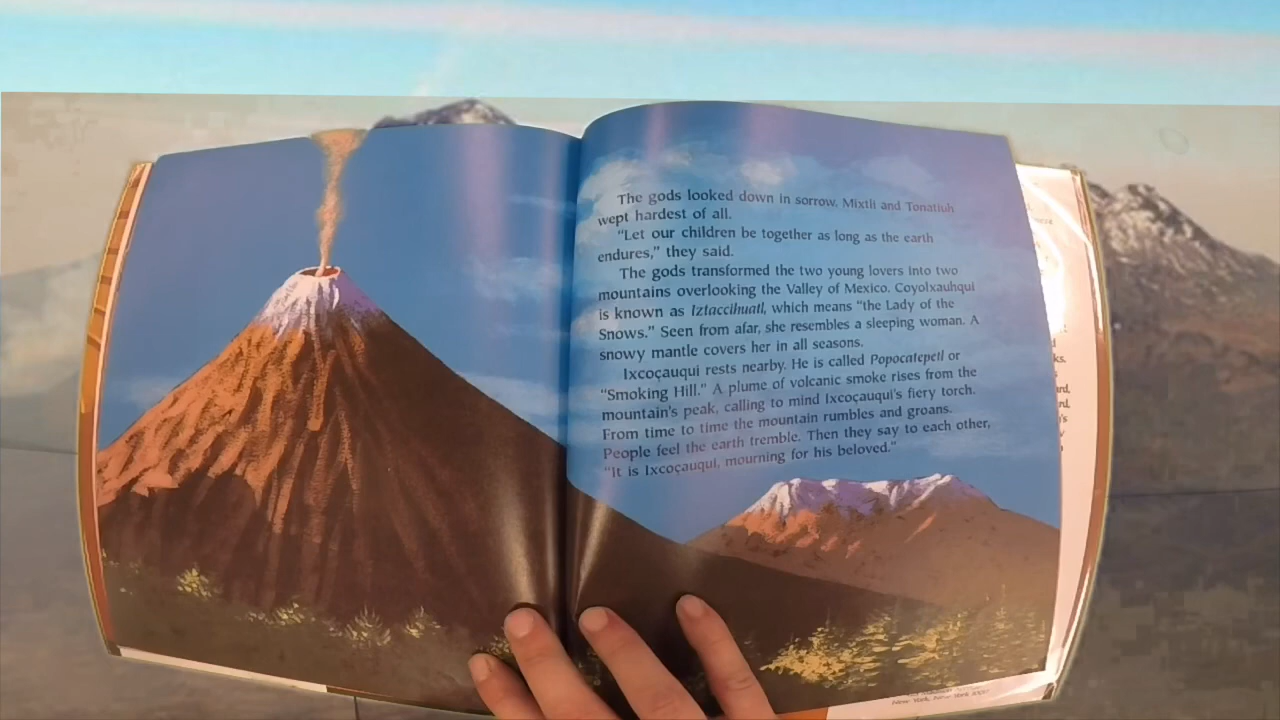 The gods looked down in sorrow. Mixtli and Tonatiuh
wept hardest of all.
"Let our children be together as long as the earth
endures," they said.
The gods transformed the two young lovers into two
mountains overlooking the Valley of Mexico. Coyolxauhqui
is known as Iztaccihuatl, which means "the Lady of the
Snows." Seen from afar, she resembles a sleeping woman. A
snowy mantle covers her in all seasons.
Ixcoçauqui rests nearby. He is called Popocatepetl or
"Smoking Hill." A plume of volcanic smoke rises from the
mountain's peak, calling to mind Ixcoçauqui's fiery torch.
From time to time the mountain rumbles and groans.
People feel the earth tremble. Then they say to each other,
"It is Ixcoçauqui, mourning for his beloved."
New York, New York